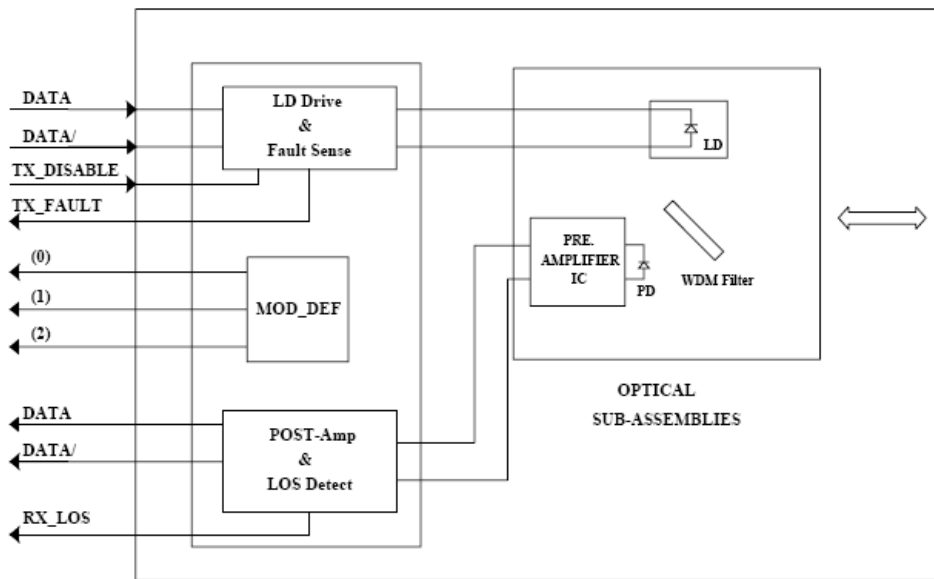 DATA
DATA/
TX_DISABLE
TX_FAULT
LD Drive
&
Fault Sense
LD
(0)
(1)
(2)
MOD_DEF
PRE.
AMPLIFIER
IC
PD
WDM Filter
OPTICAL
SUB-ASSEMBLIES
DATA
DATA/
RX_LOS
POST-Amp
&
LOS Detect